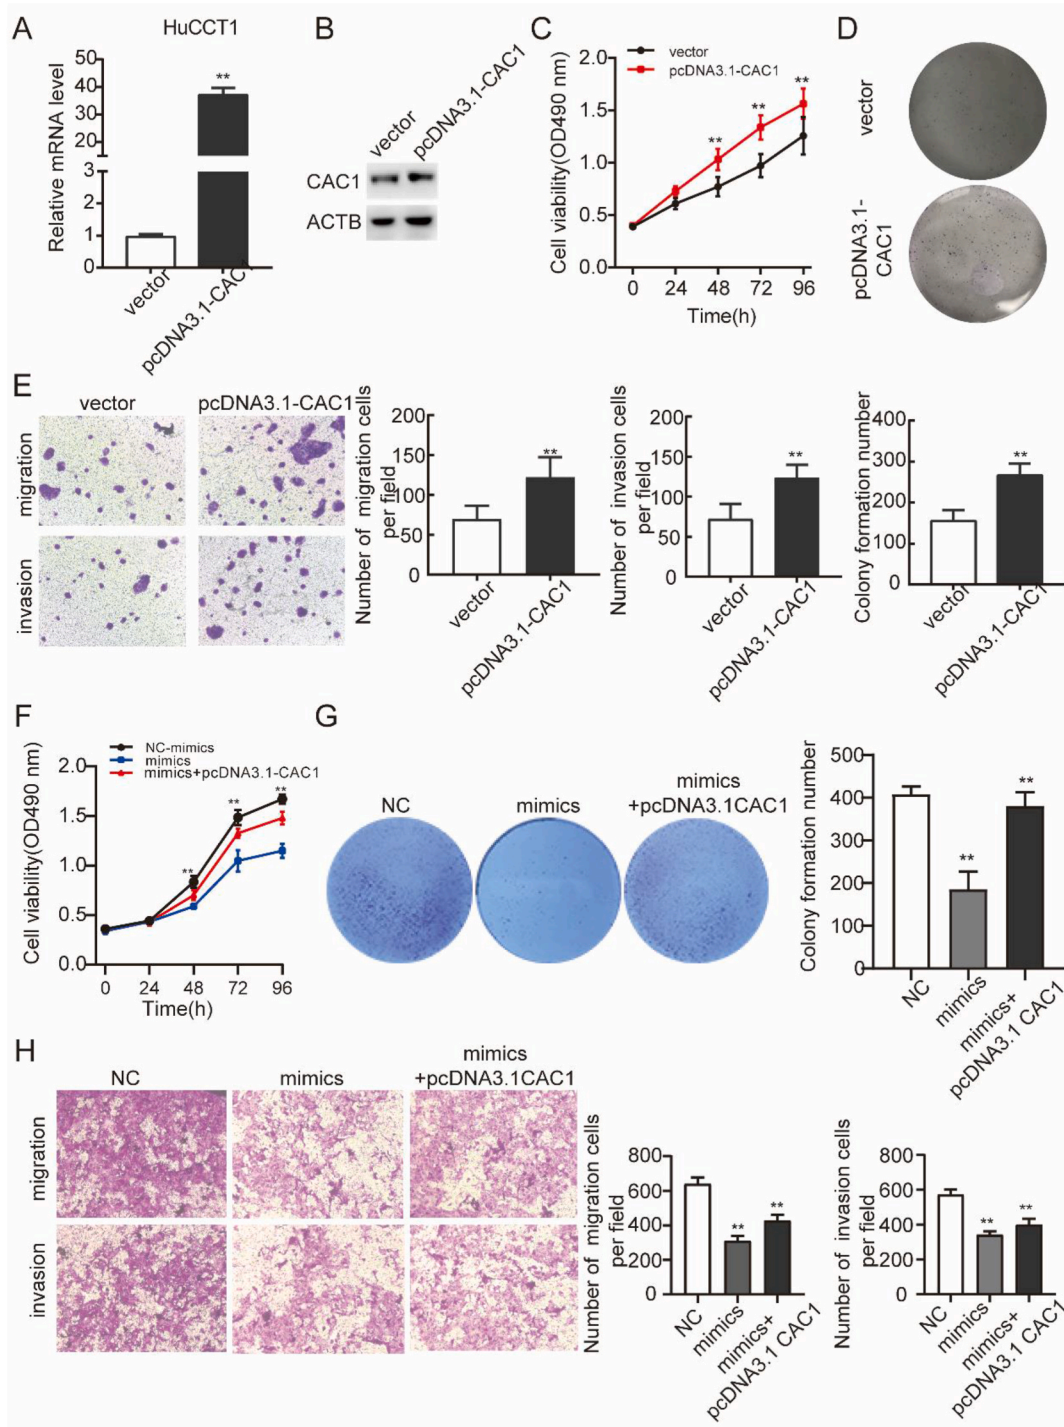 A
HuCCT1
Relative mRNA level
50
40
30
20
3
2
1
0
**
vector
pcDNA3.1-CAC1
B
vector
pcDNA3.1-CAC1
CAC1
ACTB
C
vector
pcDNA3.1-CAC1
Cell viability(OD490 nm)
2.0
1.5
1.0
0.5
0.0
**
**
**
0 24 48 72 96
Time(h)
D
vector
pcDNA3.1-
CAC1
E
vector
pcDNA3.1-CAC1
migration
invasion
Number of migration cells
per field
200
150
100
50
0
**
vector
pcDNA3.1-CAC1
Number of invasion cells
per field
200
150
100
50
0
**
vector
pcDNA3.1-CAC1
Colony formation number
400
300
200
100
0
**
vector
pcDNA3.1-CAC1
F
NC-mimics
mimics
mimics+pcDNA3.1-CAC1
Cell viability(OD490 nm)
2.0
1.5
1.0
0.5
0.0
**
**
**
0 24 48 72 96
Time(h)
G
NC
mimics
mimics
+pcDNA3.1CAC1
Colony formation number
500
400
300
200
100
0
**
**
NC
mimics
mimics+
pcDNA3.1 CAC1
H
NC
mimics
mimics
+pcDNA3.1CAC1
migration
invasion
Number of migration cells
per field
800
600
400
200
0
**
**
NC
mimics
mimics+
pcDNA3.1 CAC1
Number of invasion cells
per field
800
600
400
200
0
**
**
NC
mimics
mimics+
pcDNA3.1 CAC1